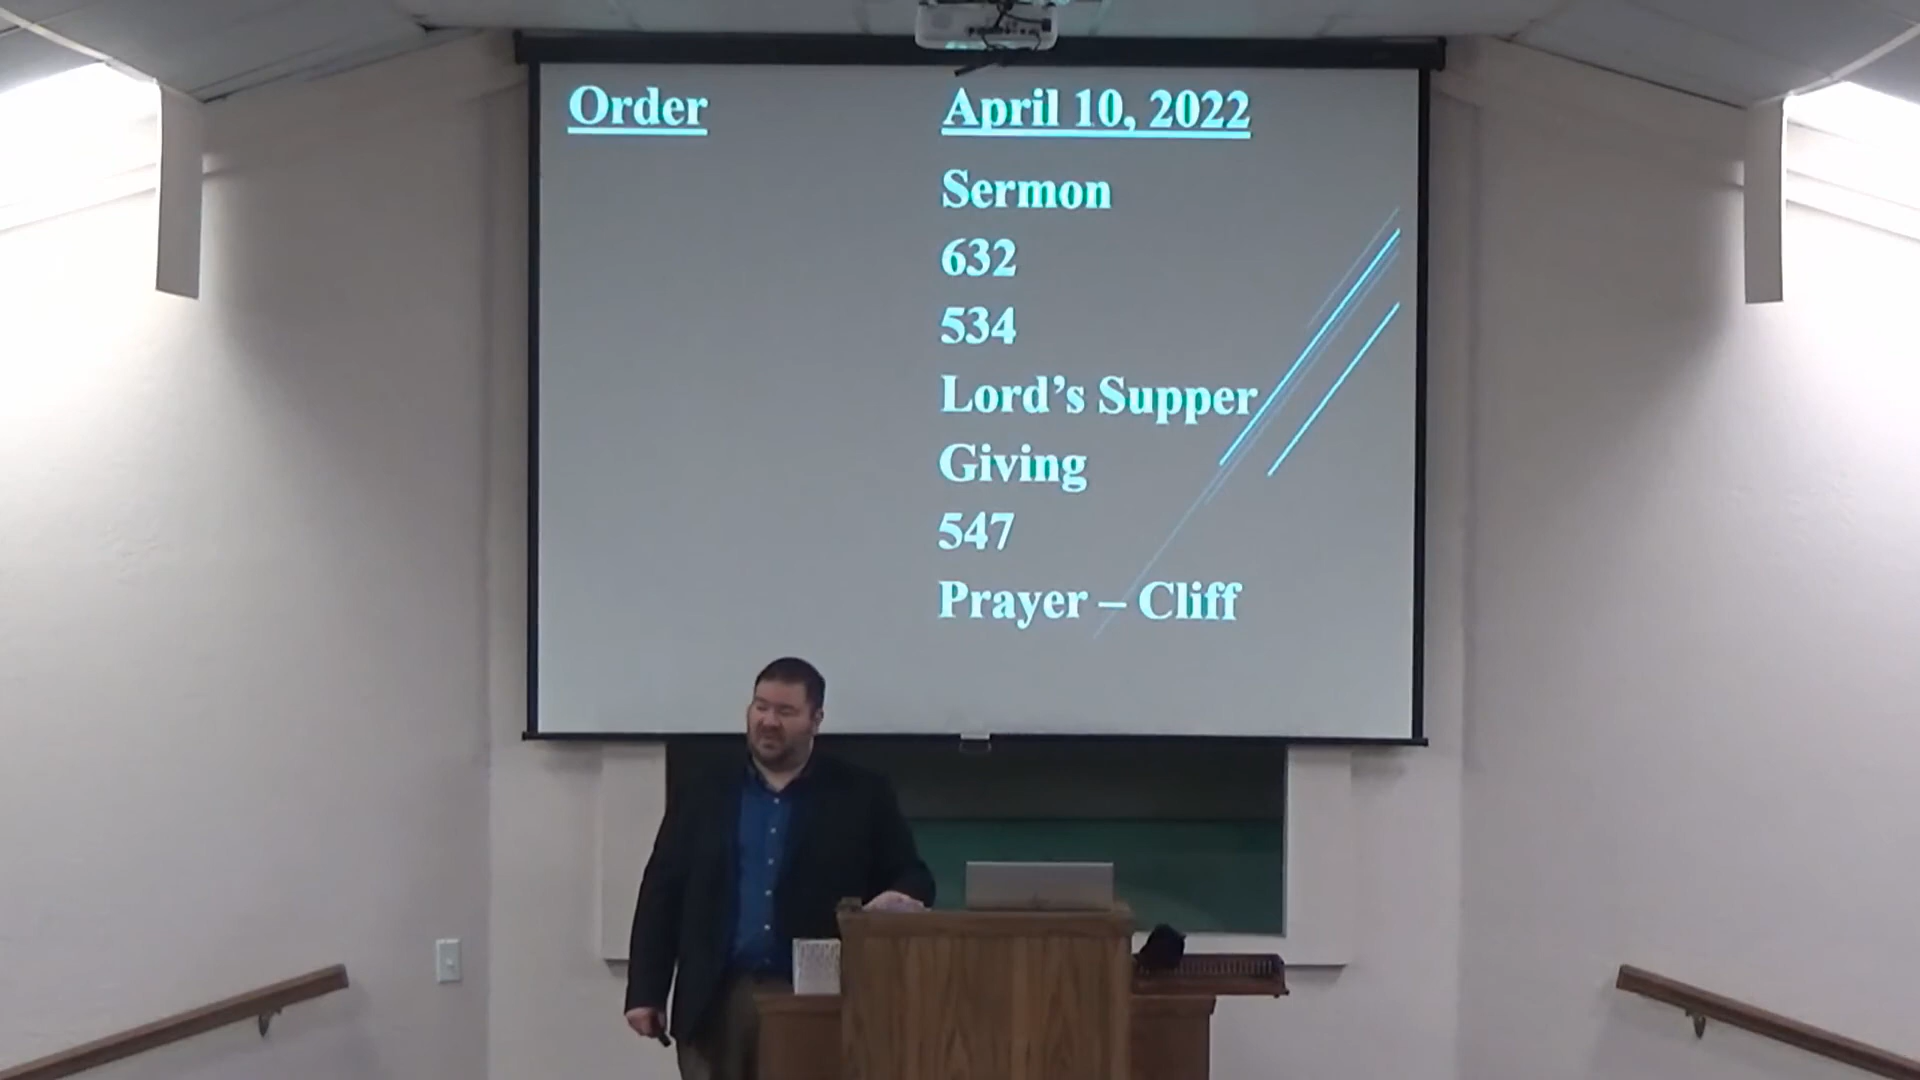 Order
April 10, 2022
Sermon
632
534
Lord’s Supper
Giving
547
Prayer – Cliff